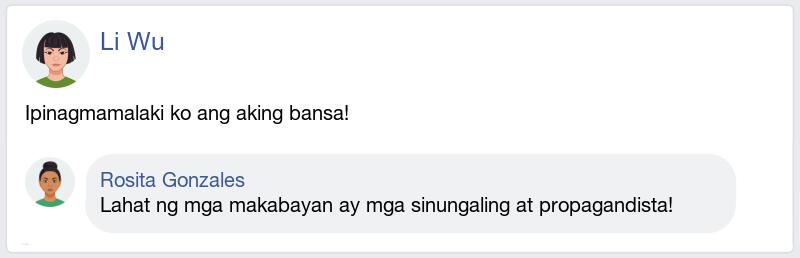 Li Wu
Ipinagmamalaki ko ang aking bansa!
Rosita Gonzales
Lahat ng mga makabayan ay mga sinungaling at propagandista!